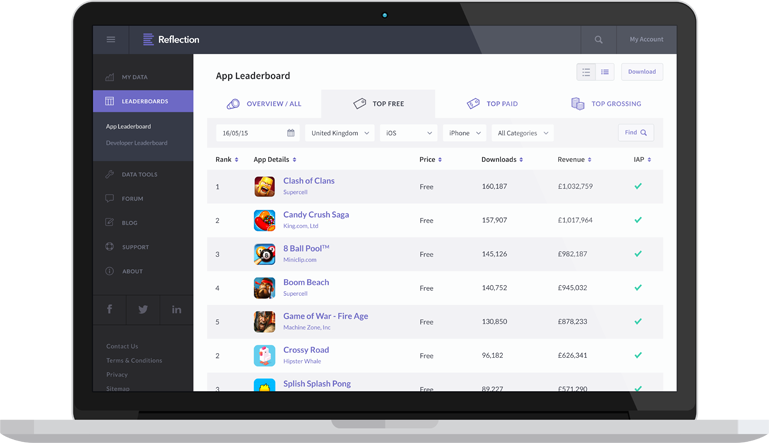 Reflection
My Account
MY DATA
LEADERBOARDS
App Leaderboard
Developer Leaderboard
DATA TOOLS
FORUM
BLOG
SUPPORT
ABOUT
f
in
Contact Us
Terms & Conditions
Privacy
Sitemap
App Leaderboard
Download
OVERVIEW / ALL
TOP FREE
TOP PAID
TOP GROSSING
16/05/15
United Kingdom
iOS
iPhone
All Categories
Find
Rank App Details Price Downloads Revenue IAP
1 Clash of Clans Free 160,187 £1,032,759
Supercell
2 Candy Crush Saga Free 157,907 £1,017,964
King.com, Ltd
3 8 Ball Pool™ Free 145,126 £982,187
Miniclip.com
4 Boom Beach Free 140,752 £945,032
Supercell
5 Game of War - Fire Age Free 130,850 £878,233
Machine Zone, Inc
2 Crossy Road Free 96,182 £626,341
Hipster Whale
3 Splish Splash Pong Free 89,227 £571,290